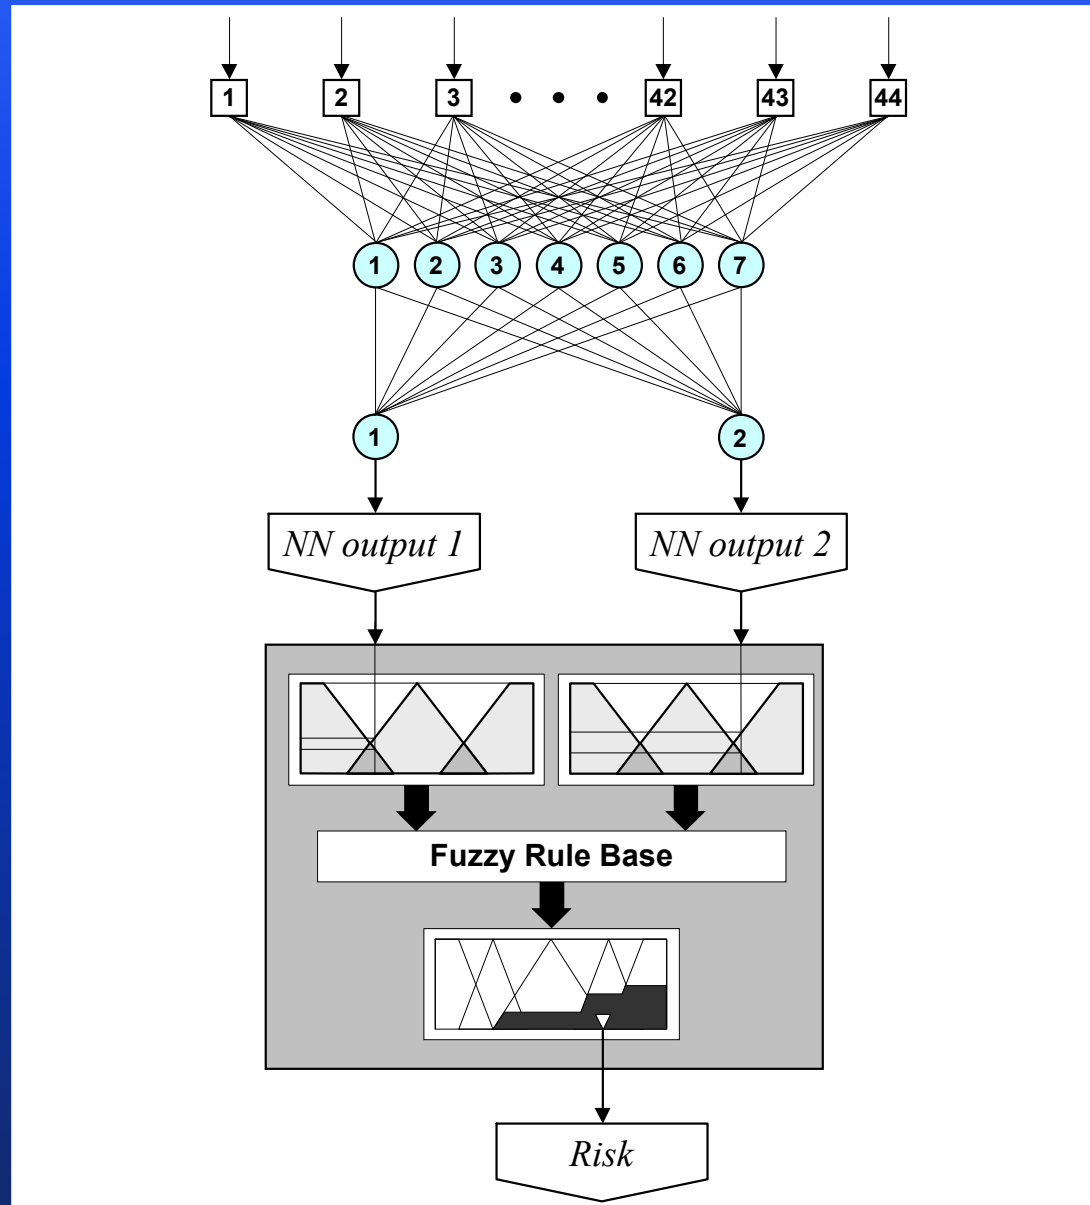 1 2 3 • • • 42 43 44
1 2 3 4 5 6 7
1 2
NN output 1 NN output 2
Fuzzy Rule Base
Risk